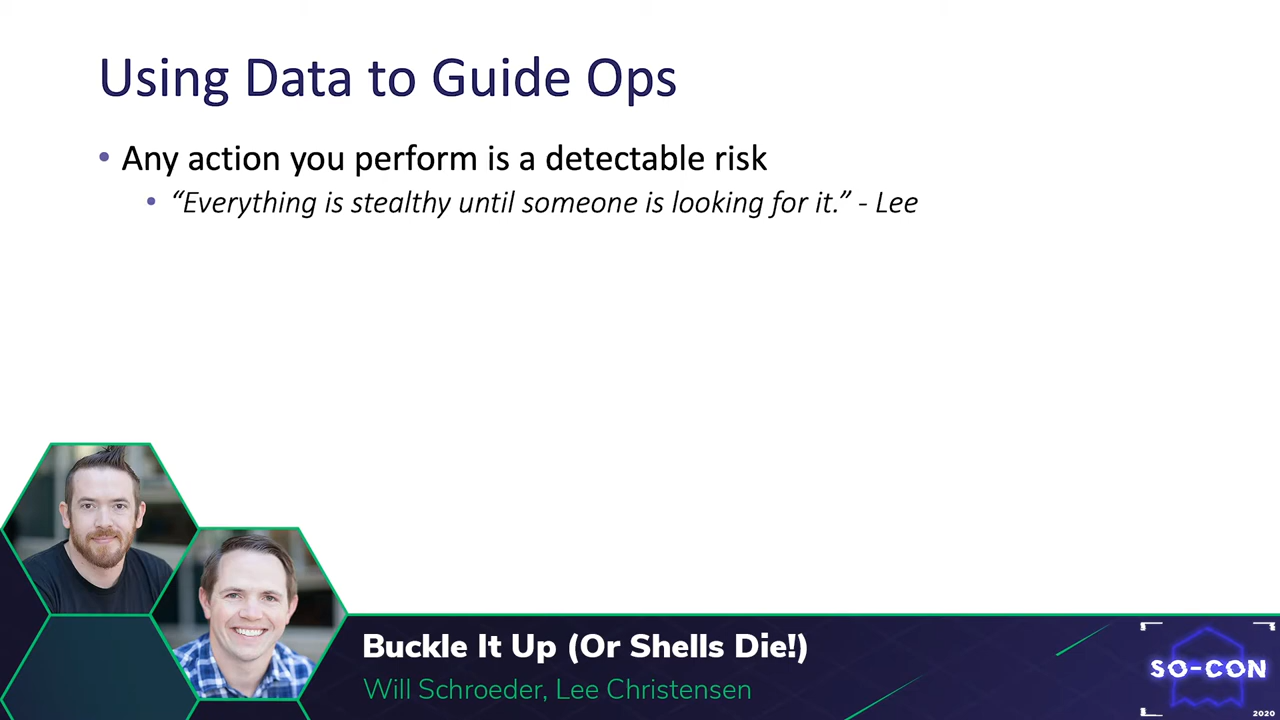 Using Data to Guide Ops
• Any action you perform is a detectable risk
• “Everything is stealthy until someone is looking for it.” - Lee
Buckle It Up (Or Shells Die!)
Will Schroeder, Lee Christensen
SO-CON
2020